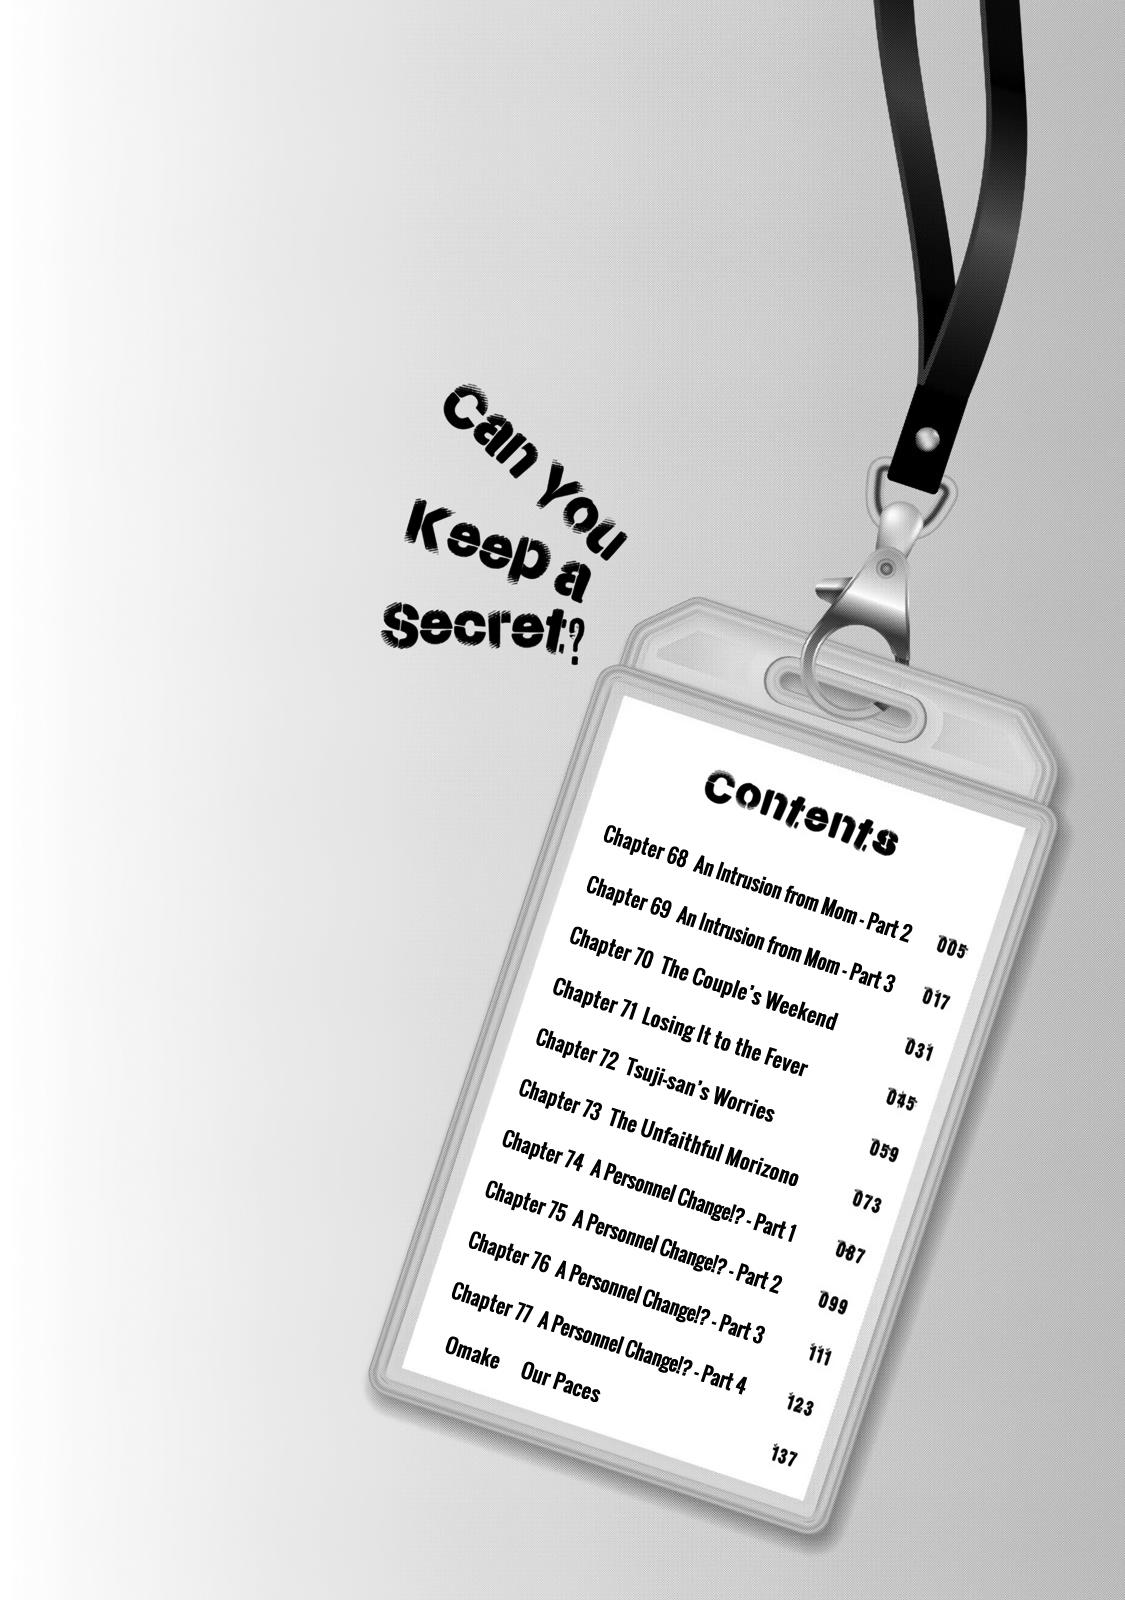 Can You
Keep a
Secret?
Contents
Chapter 68 An Intrusion from Mom - Part 2 005
Chapter 69 An Intrusion from Mom - Part 3 017
Chapter 70 The Couple's Weekend 031
Chapter 71 Losing It to the Fever 045
Chapter 72 Tsuji-san's Worries 059
Chapter 73 The Unfaithful Morizono 073
Chapter 74 A Personnel Change!? - Part 1 087
Chapter 75 A Personnel Change!? - Part 2 099
Chapter 76 A Personnel Change!? - Part 3 111
Chapter 77 A Personnel Change!? - Part 4 123
Omake Our Paces 137